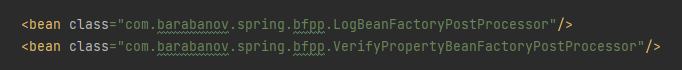 <bean class="com.barabanov.spring.bfpp.LogBeanFactoryPostProcessor"/>
<bean class="com.barabanov.spring.bfpp.VerifyPropertyBeanFactoryPostProcessor"/>